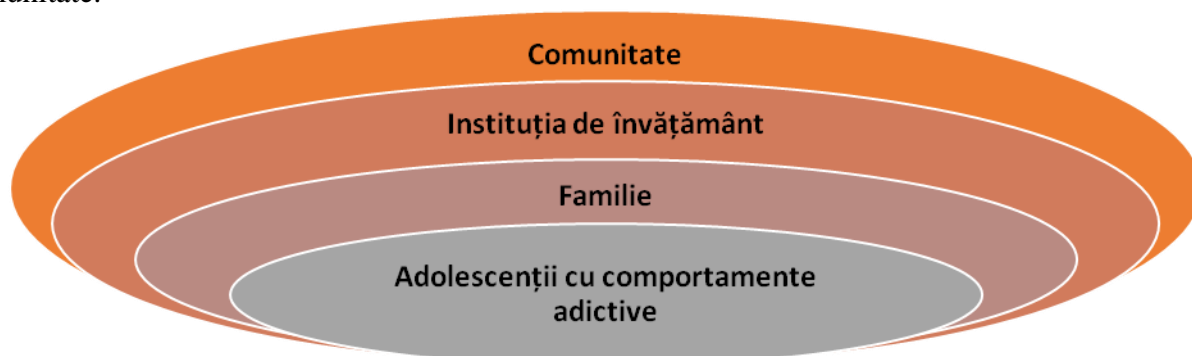 Comunitate
Instituția de învățământ
Familie
Adolescenții cu comportamente
adictive